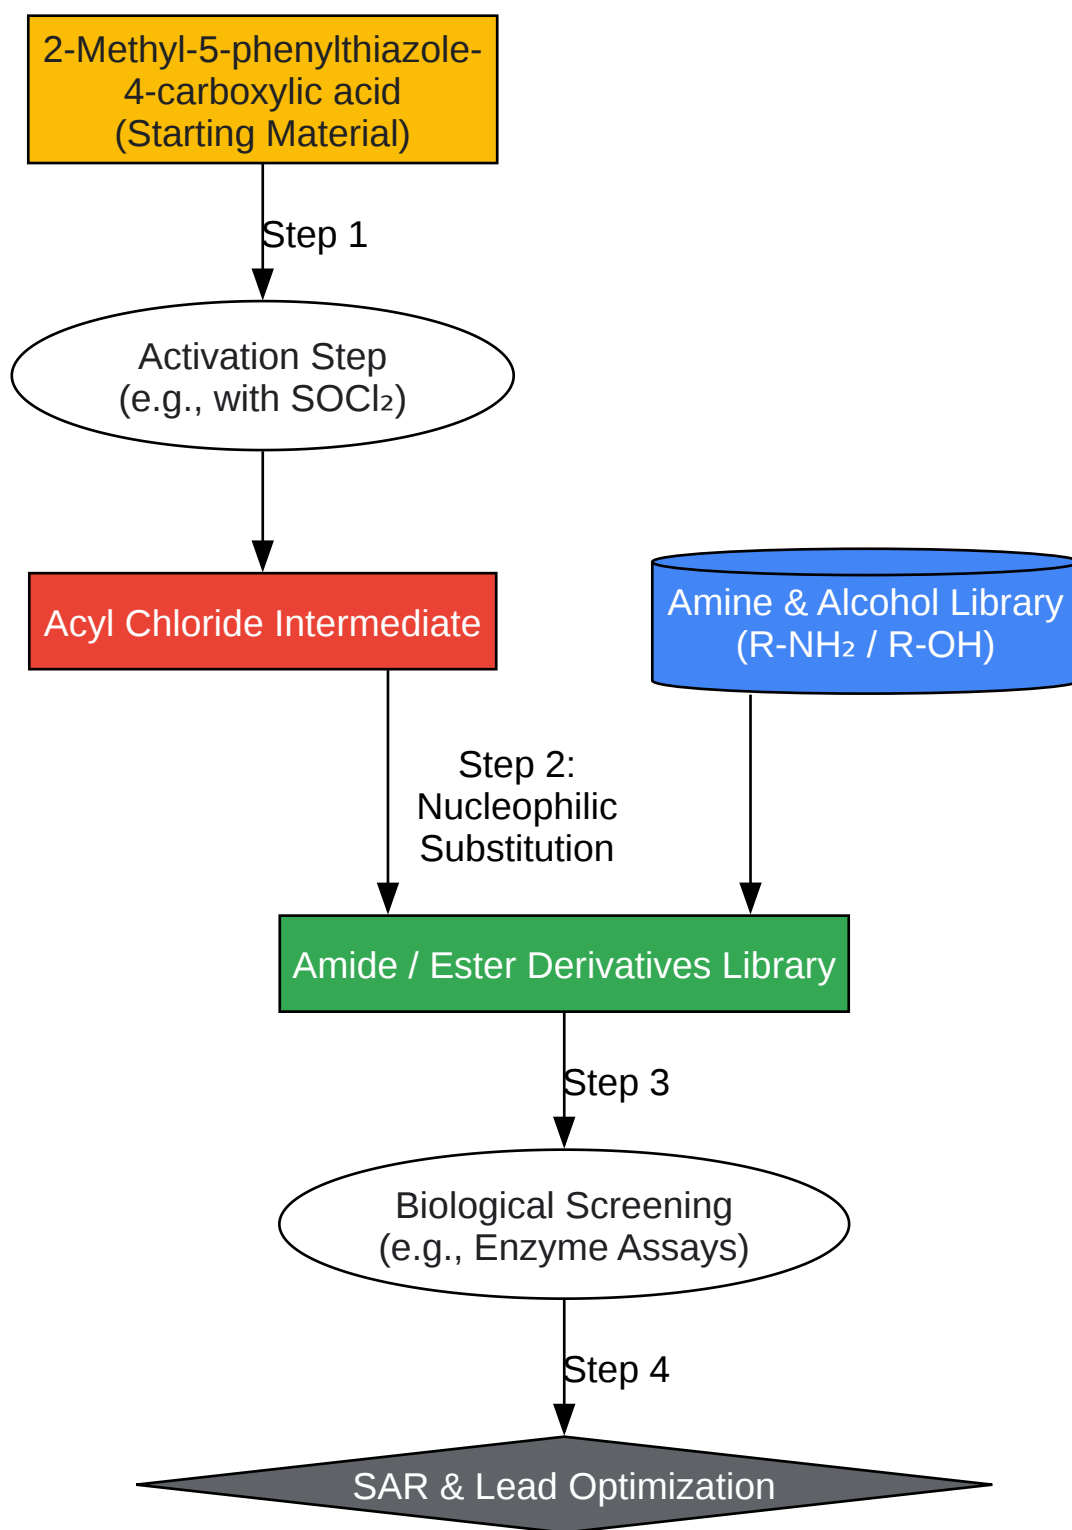 2-Methyl-5-phenylthiazole-
4-carboxylic acid
(Starting Material)
Step 1
Activation Step
(e.g., with SOCl₂)
Acyl Chloride Intermediate
Amine & Alcohol Library
(R-NH₂ / R-OH)
Step 2:
Nucleophilic
Substitution
Amide / Ester Derivatives Library
Step 3
Biological Screening
(e.g., Enzyme Assays)
Step 4
SAR & Lead Optimization